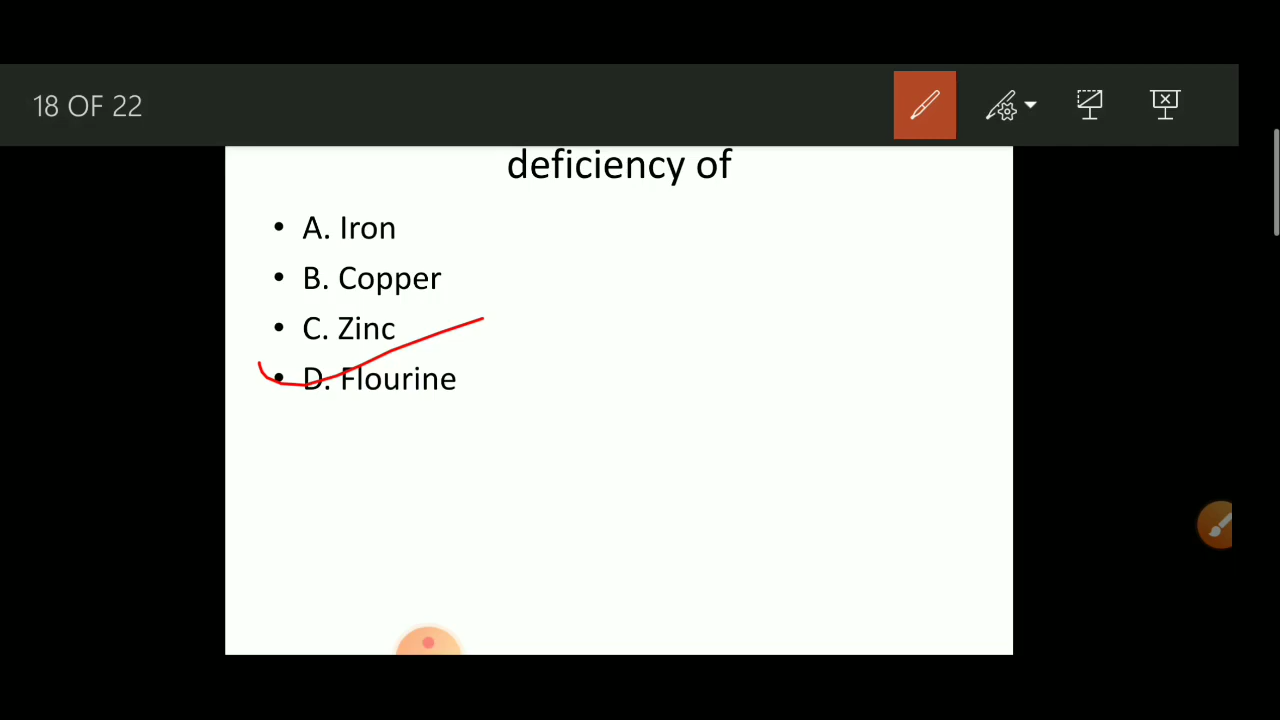 18 OF 22
deficiency of
• A. Iron
• B. Copper
• C. Zinc
• D. Flourine